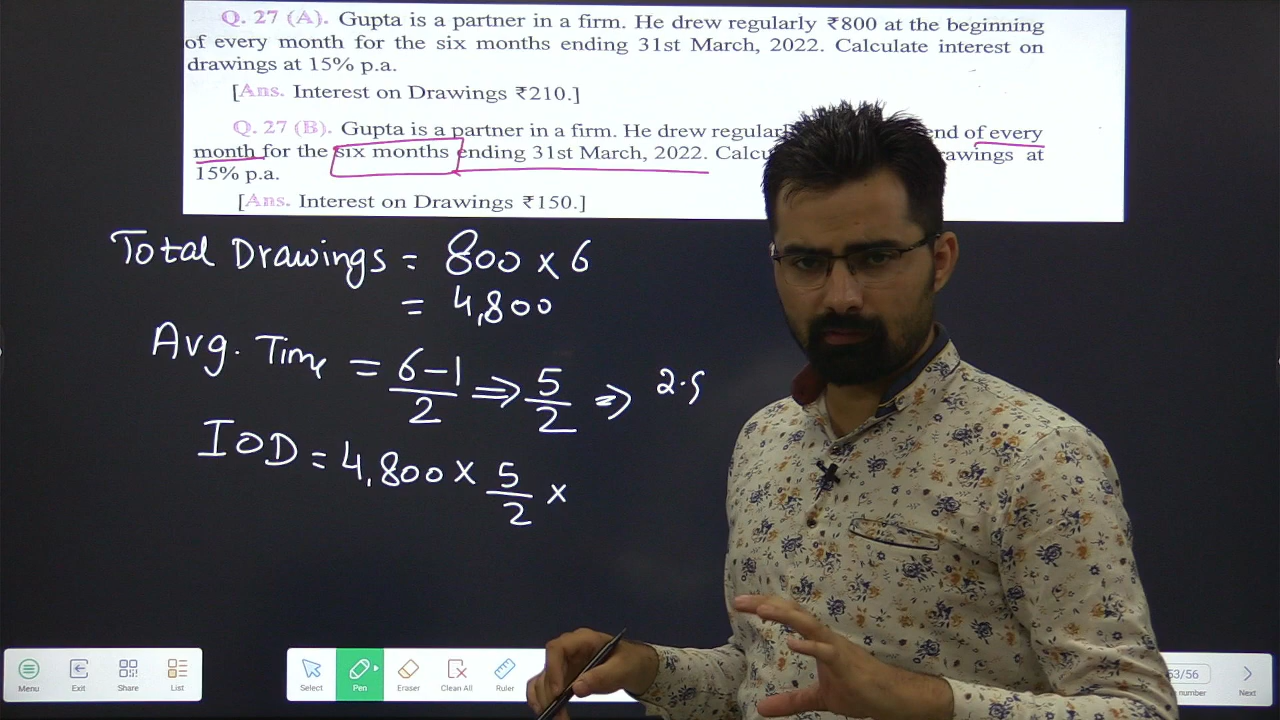 Q. 27 (A). Gupta is a partner in a firm. He drew regularly ₹800 at the beginning
of every month for the six months ending 31st March, 2022. Calculate interest on
drawings at 15% p.a.
[Ans. Interest on Drawings ₹210.]
Q. 27 (B). Gupta is a partner in a firm. He drew end of every
month for the six months ending 31st March, 2022. at
15% p.a.
[Ans. Interest on Drawings ₹150.]
Total Drawings = 800 × 6
= 4,800
Avg. Time = 6-1/2 ⇒ 5/2 ⇒ 2.5
IOD = 4,800 × 5/2 ×
Menu Exit Share List Select Pen Eraser Clean All Ruler 53/56 number Next